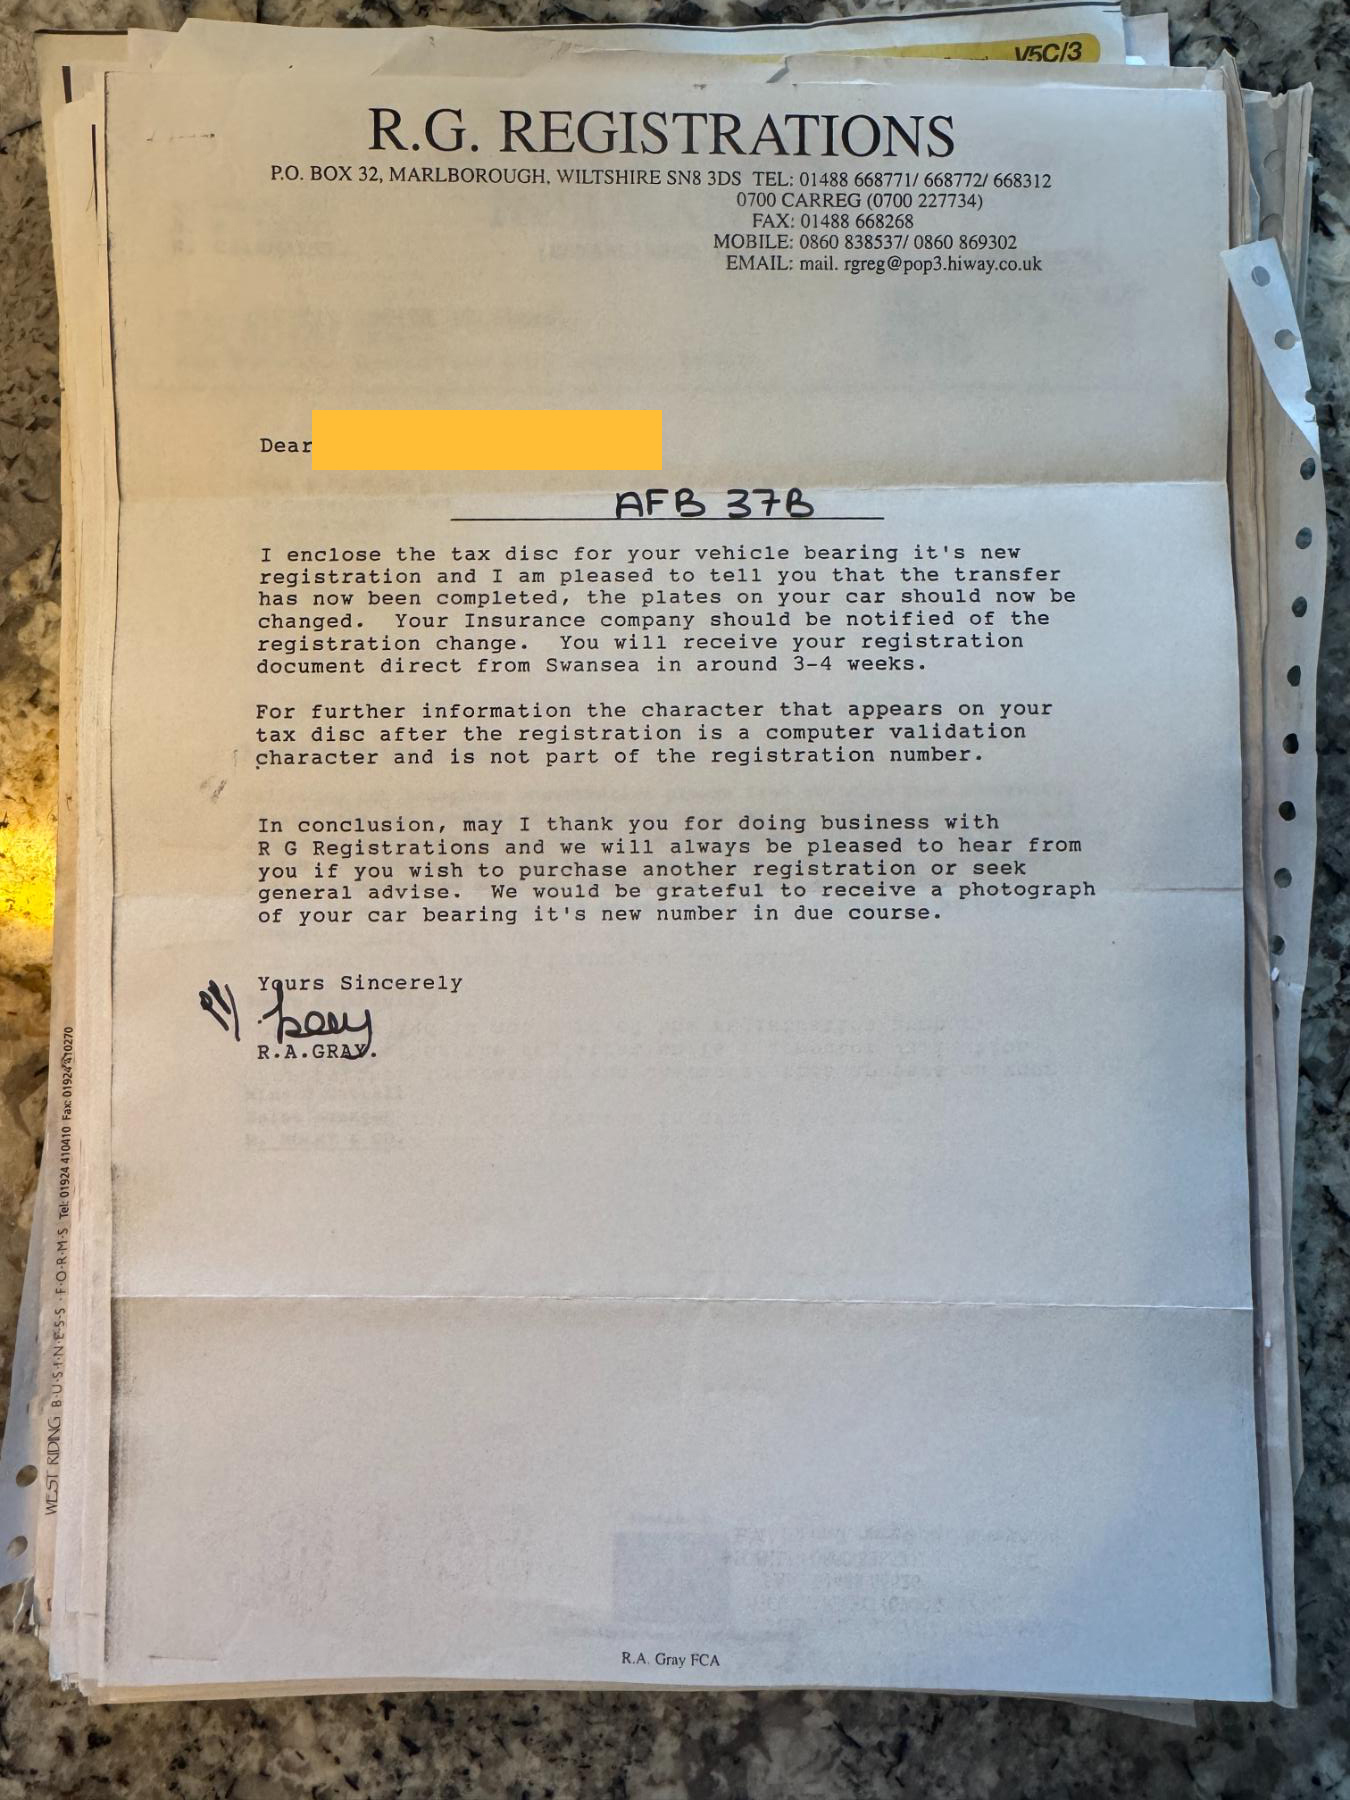 V5C/3
R.G. REGISTRATIONS
P.O. BOX 32, MARLBOROUGH, WILTSHIRE SN8 3DS TEL: 01488 668771/ 668772/ 668312
0700 CARREG (0700 227734)
FAX: 01488 668268
MOBILE: 0860 838537/ 0860 869302
EMAIL: mail. rgreg@pop3.hiway.co.uk
Dear
AFB 37B
I enclose the tax disc for your vehicle bearing it's new
registration and I am pleased to tell you that the transfer
has now been completed, the plates on your car should now be
changed. Your Insurance company should be notified of the
registration change. You will receive your registration
document direct from Swansea in around 3-4 weeks.
For further information the character that appears on your
tax disc after the registration is a computer validation
character and is not part of the registration number.
In conclusion, may I thank you for doing business with
R G Registrations and we will always be pleased to hear from
you if you wish to purchase another registration or seek
general advise. We would be grateful to receive a photograph
of your car bearing it's new number in due course.
Yours Sincerely
R.A.GRAY.
R.A. Gray FCA
WEST RIDING B·U·S·I·N·E·S·S · F·O·R·M·S Tel: 01924 410410 Fax: 01924 410270